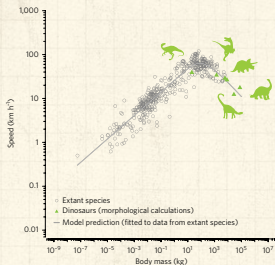 1,000
100
10
1
0.1
0.01
Speed (km h⁻¹)
Extant species
Dinosaurs (morphological calculations)
Model prediction (fitted to data from extant species)
10⁻⁹ 10⁻⁷ 10⁻⁵ 10⁻³ 10⁻¹ 10¹ 10³ 10⁵ 10⁷
Body mass (kg)